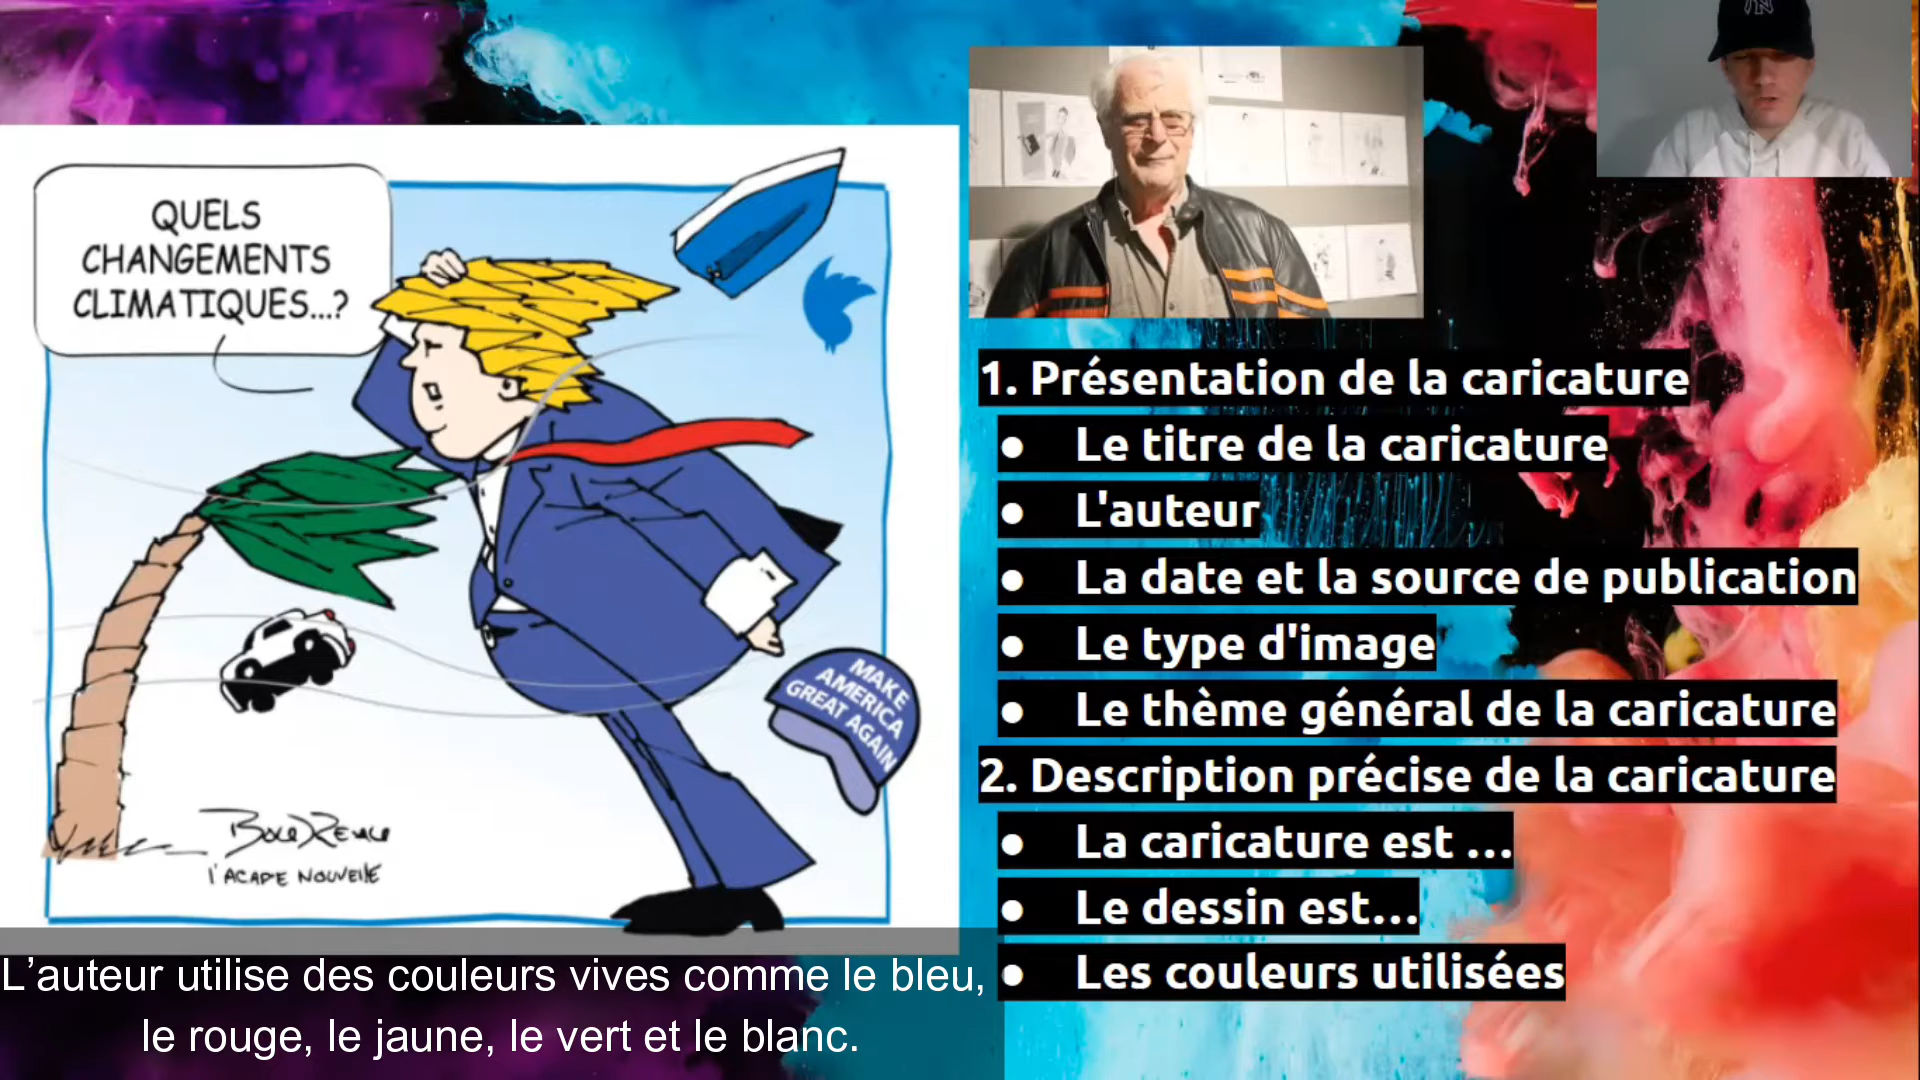 QUELS
CHANGEMENTS
CLIMATIQUES...?
MAKE
AMERICA
GREAT AGAIN
l'ACADIE NOUVELLE
NY
1. Présentation de la caricature
● Le titre de la caricature
● L'auteur
● La date et la source de publication
● Le type d'image
● Le thème général de la caricature
2. Description précise de la caricature
● La caricature est ...
● Le dessin est...
● Les couleurs utilisées
L’auteur utilise des couleurs vives comme le bleu,
le rouge, le jaune, le vert et le blanc.